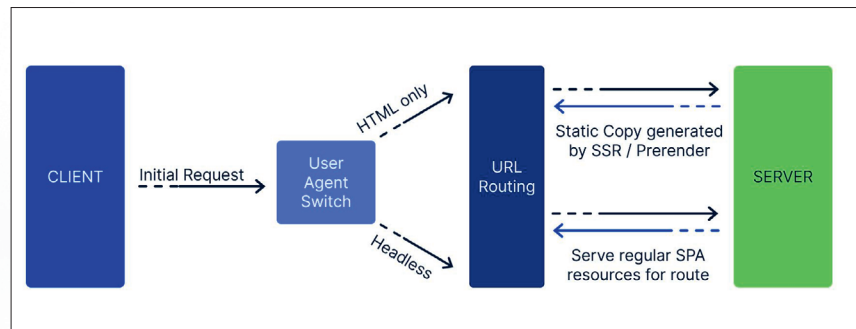 CLIENT
Initial Request
User
Agent
Switch
HTML only
Headless
URL
Routing
Static Copy generated
by SSR / Prerender
Serve regular SPA
resources for route
SERVER